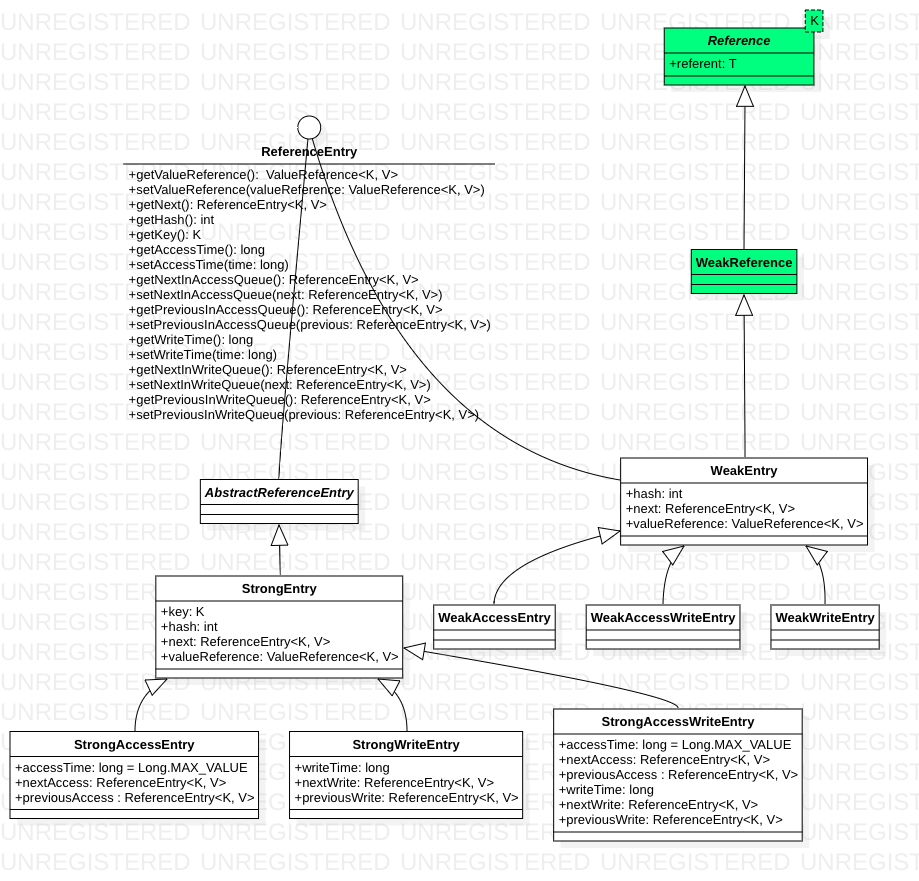 K
Reference
+referent: T
ReferenceEntry
+getValueReference():  ValueReference<K, V>
+setValueReference(valueReference: ValueReference<K, V>)
+getNext(): ReferenceEntry<K, V>
+getHash(): int
+getKey(): K
+getAccessTime(): long
+setAccessTime(time: long)
+getNextInAccessQueue(): ReferenceEntry<K, V>
+setNextInAccessQueue(next: ReferenceEntry<K, V>)
+getPreviousInAccessQueue(): ReferenceEntry<K, V>
+setPreviousInAccessQueue(previous: ReferenceEntry<K, V>)
+getWriteTime(): long
+setWriteTime(time: long)
+getNextInWriteQueue(): ReferenceEntry<K, V>
+setNextInWriteQueue(next: ReferenceEntry<K, V>)
+getPreviousInWriteQueue(): ReferenceEntry<K, V>
+setPreviousInWriteQueue(previous: ReferenceEntry<K, V>)
WeakReference
WeakEntry
+hash: int
+next: ReferenceEntry<K, V>
+valueReference: ValueReference<K, V>
AbstractReferenceEntry
StrongEntry
+key: K
+hash: int
+next: ReferenceEntry<K, V>
+valueReference: ValueReference<K, V>
WeakAccessEntry
WeakAccessWriteEntry
WeakWriteEntry
StrongAccessEntry
+accessTime: long = Long.MAX_VALUE
+nextAccess: ReferenceEntry<K, V>
+previousAccess : ReferenceEntry<K, V>
StrongWriteEntry
+writeTime: long
+nextWrite: ReferenceEntry<K, V>
+previousWrite: ReferenceEntry<K, V>
StrongAccessWriteEntry
+accessTime: long = Long.MAX_VALUE
+nextAccess: ReferenceEntry<K, V>
+previousAccess : ReferenceEntry<K, V>
+writeTime: long
+nextWrite: ReferenceEntry<K, V>
+previousWrite: ReferenceEntry<K, V>
UNREGISTERED